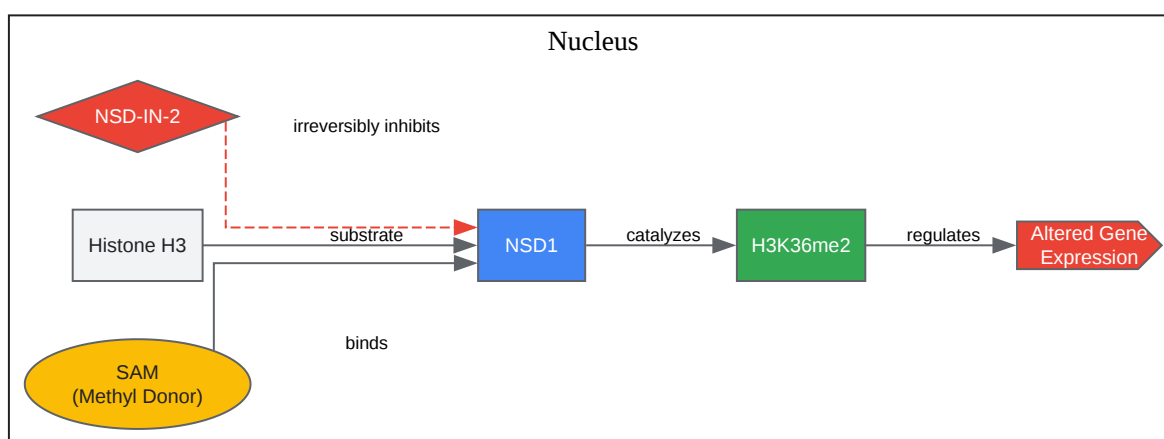 Nucleus
NSD-IN-2
irreversibly inhibits
Histone H3
substrate
NSD1
catalyzes
H3K36me2
regulates
Altered Gene
Expression
binds
SAM
(Methyl Donor)